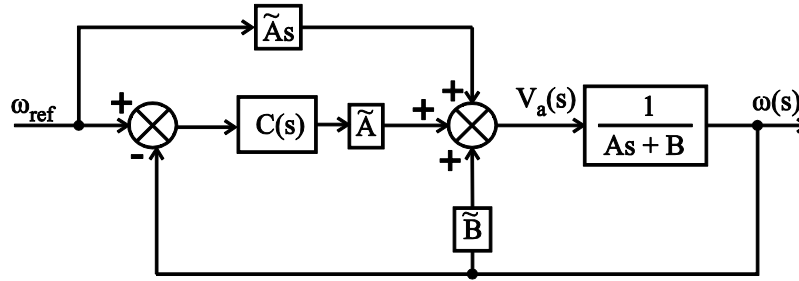 Ãs
ω_ref
+
-
C(s)
Ã
+
+
+
V_a(s)
1
As + B
ω(s)
B̃